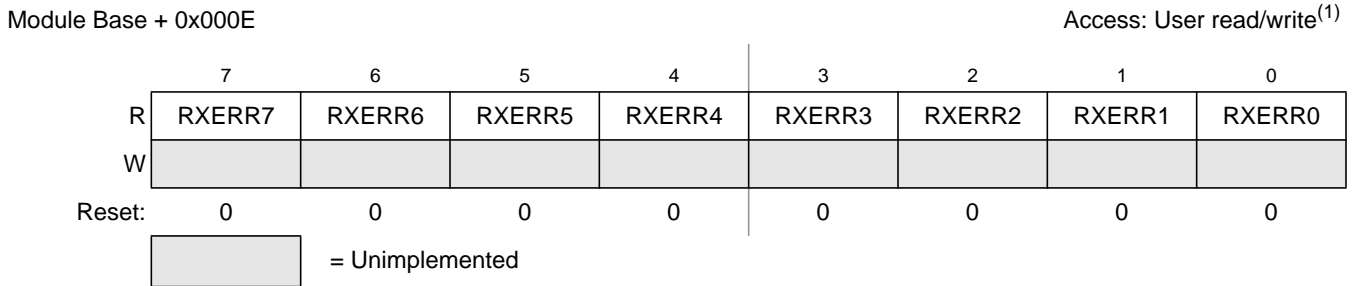 Module Base + 0x000E Access: User read/write(1)
7 6 5 4 3 2 1 0
R RXERR7 RXERR6 RXERR5 RXERR4 RXERR3 RXERR2 RXERR1 RXERR0
W
Reset: 0 0 0 0 0 0 0 0
= Unimplemented